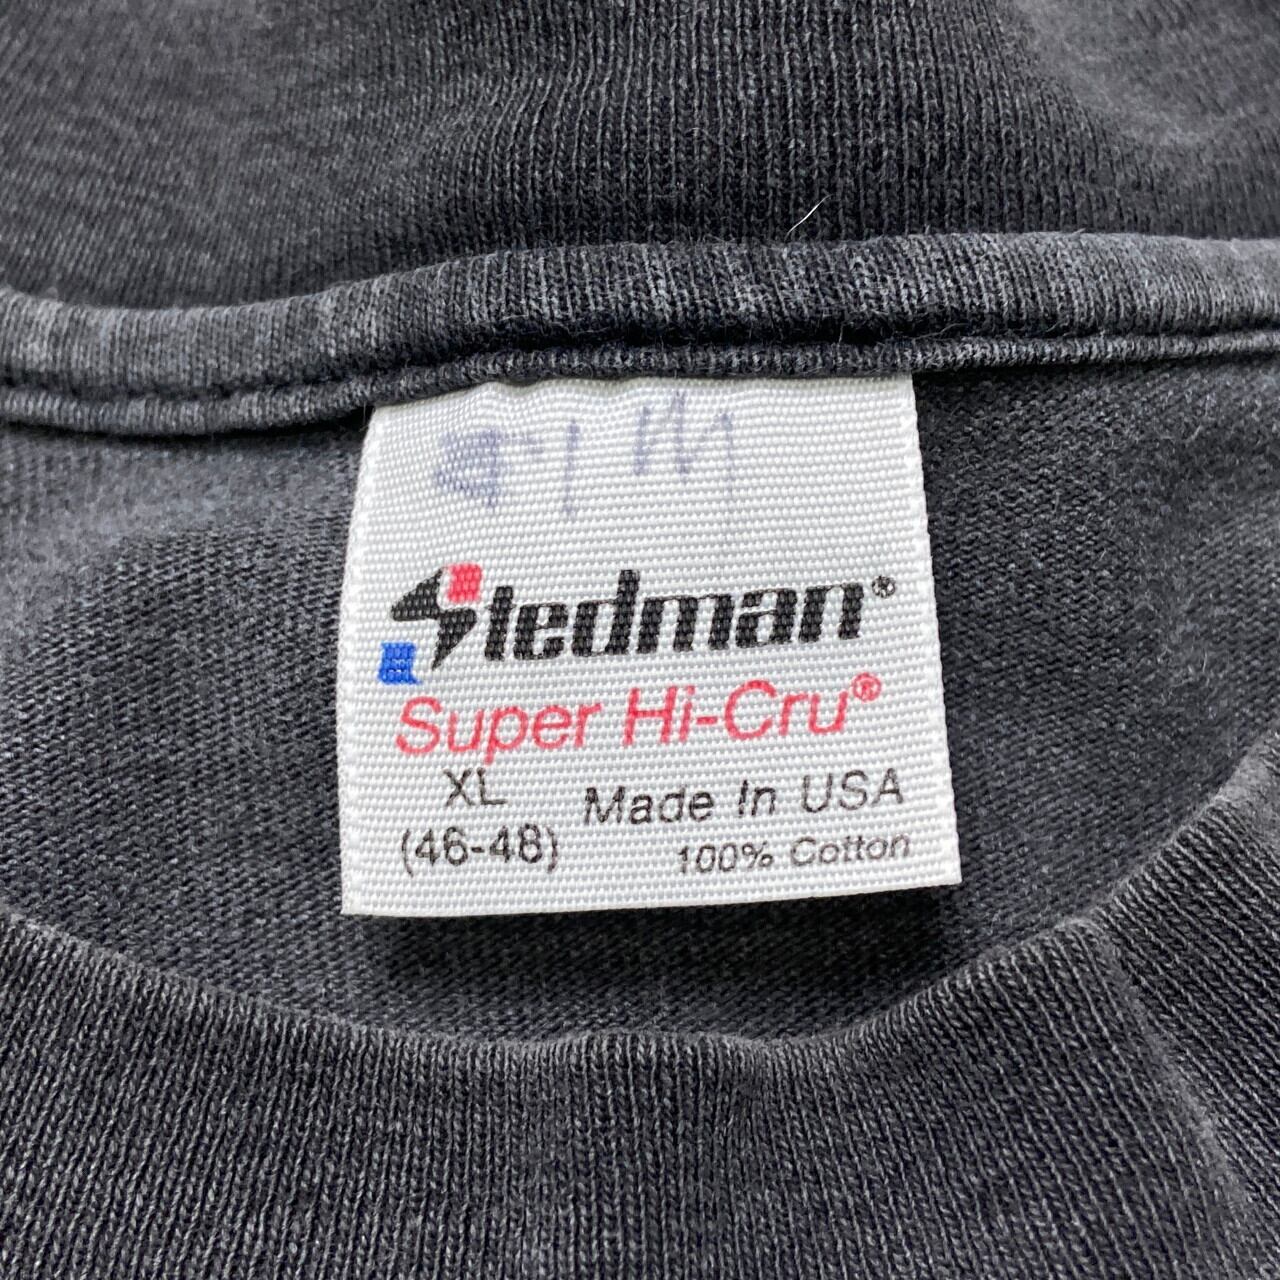 Stedman®
Super Hi-Cru®
XL
(46-48)
Made In USA
100% Cotton